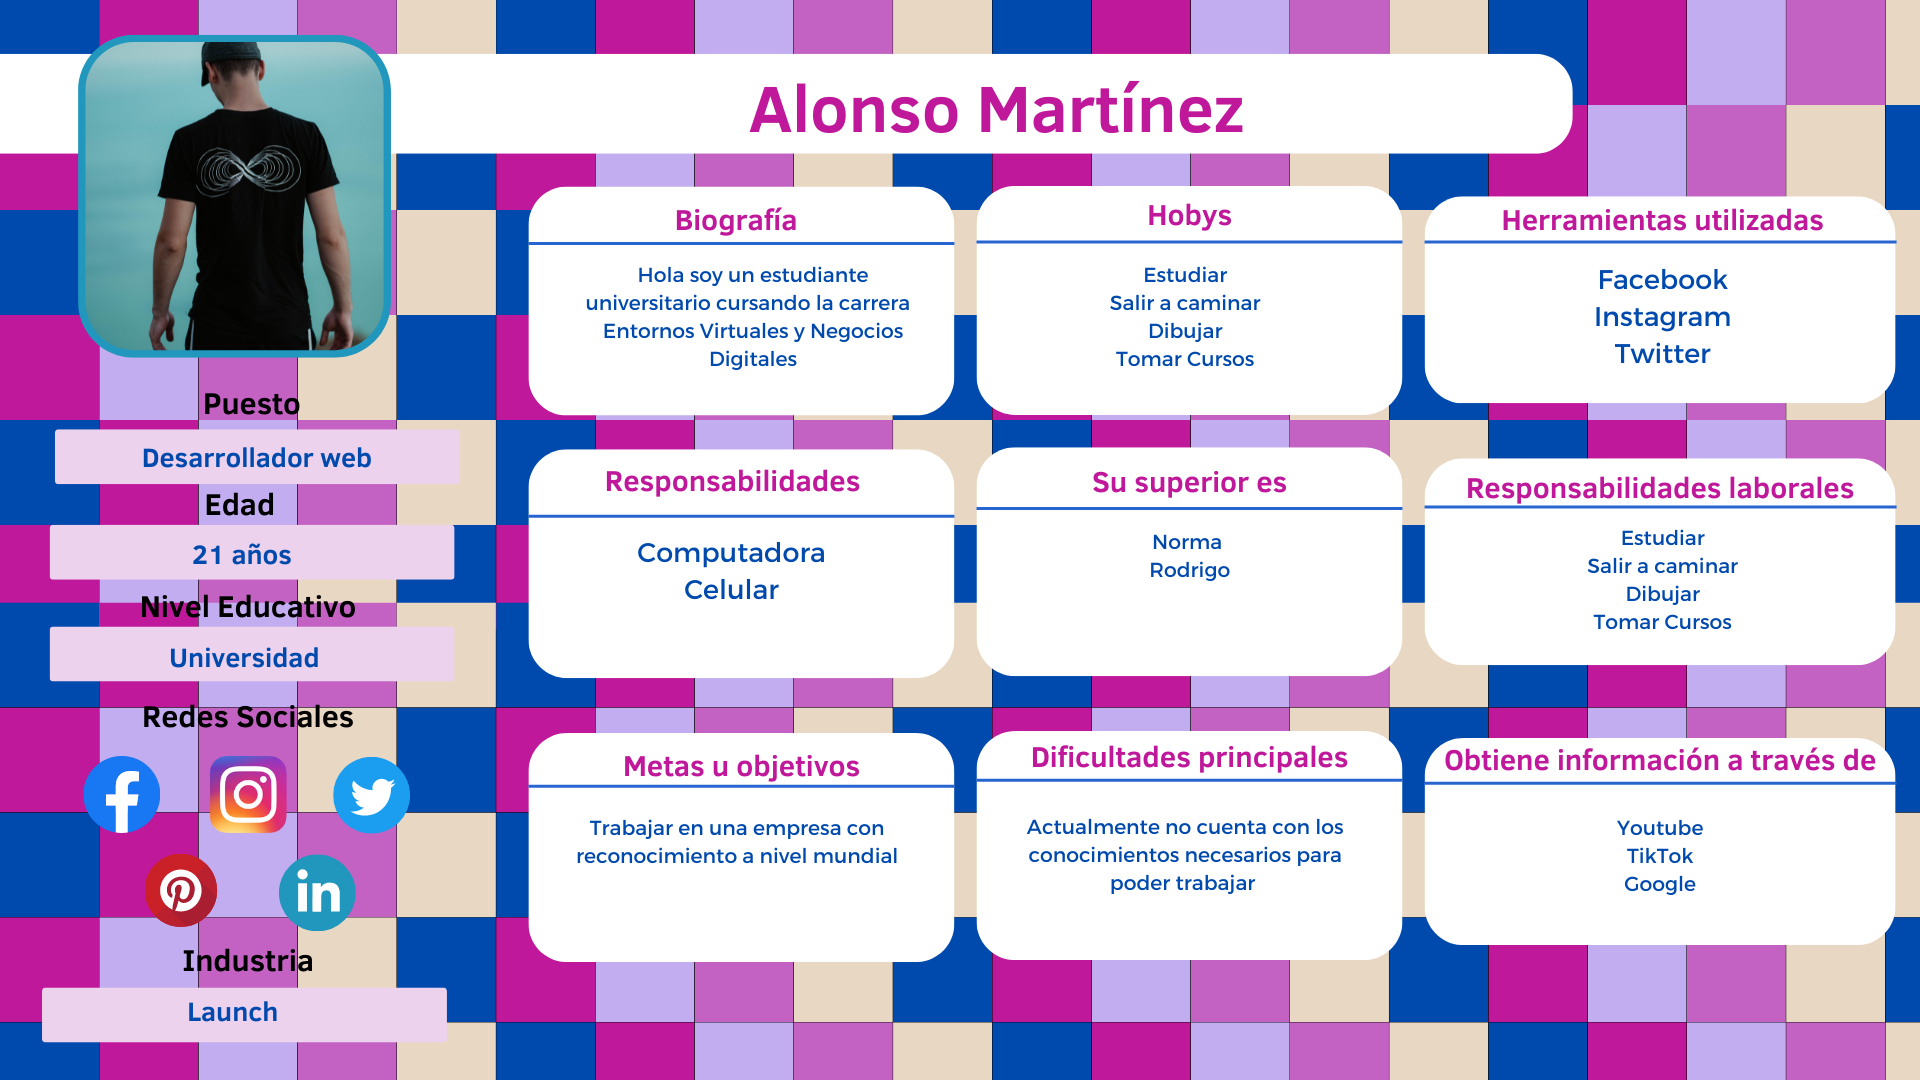 Alonso Martínez
Puesto
Desarrollador web
Edad
21 años
Nivel Educativo
Universidad
Redes Sociales
in
Industria
Launch
Biografía
Hola soy un estudiante
universitario cursando la carrera
Entornos Virtuales y Negocios
Digitales
Hobys
Estudiar
Salir a caminar
Dibujar
Tomar Cursos
Herramientas utilizadas
Facebook
Instagram
Twitter
Responsabilidades
Computadora
Celular
Su superior es
Norma
Rodrigo
Responsabilidades laborales
Estudiar
Salir a caminar
Dibujar
Tomar Cursos
Metas u objetivos
Trabajar en una empresa con
reconocimiento a nivel mundial
Dificultades principales
Actualmente no cuenta con los
conocimientos necesarios para
poder trabajar
Obtiene información a través de
Youtube
TikTok
Google